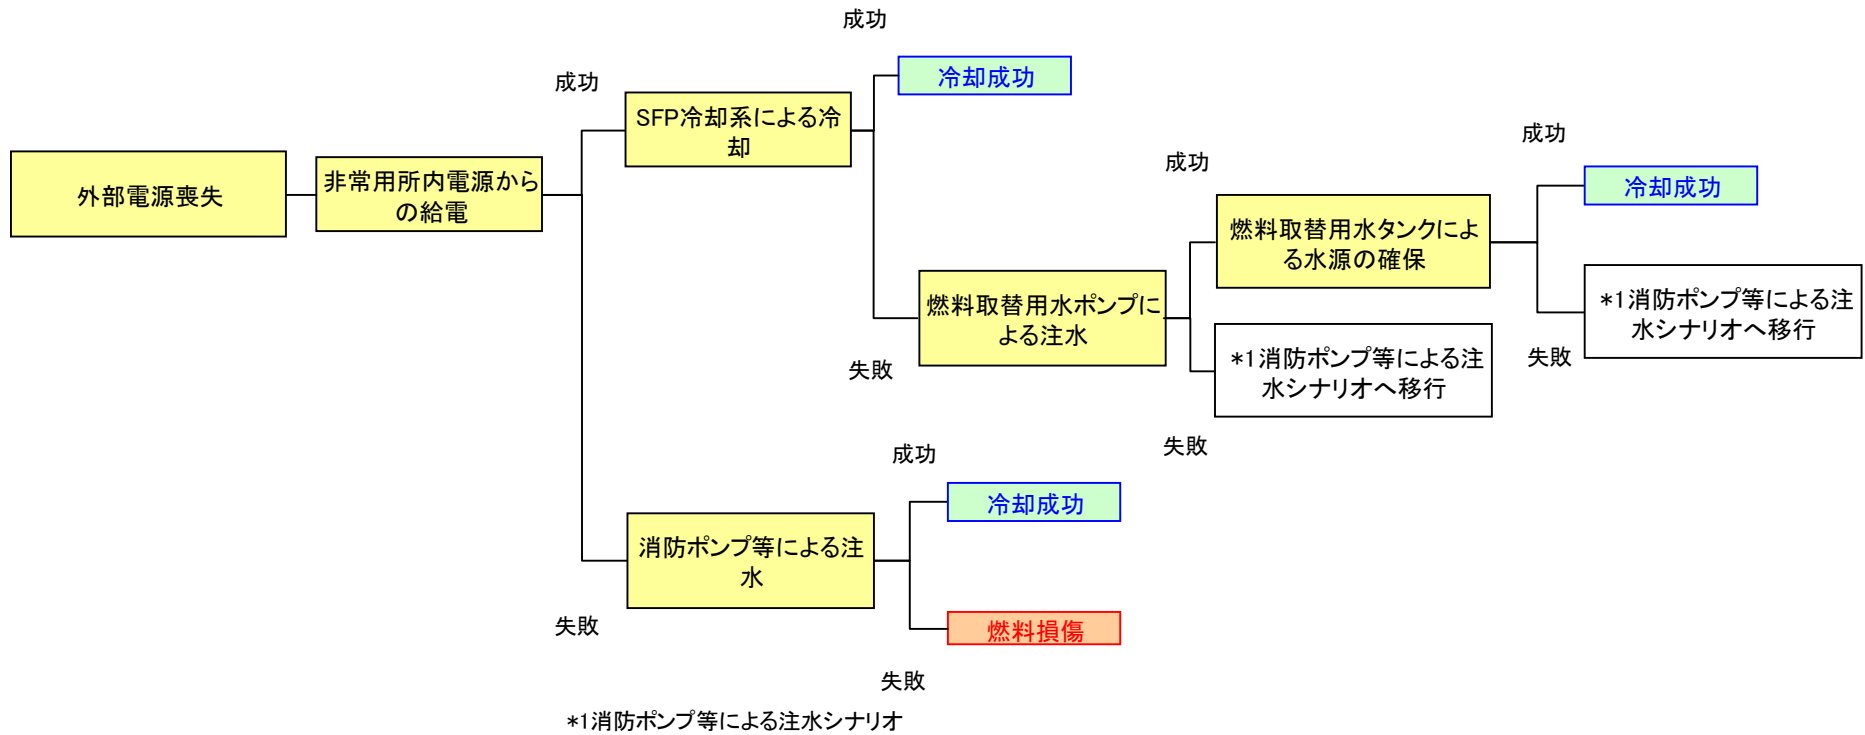 成功
冷却成功
成功
SFP冷却系による冷
却
外部電源喪失
非常用所内電源から
の給電
成功
冷却成功
成功
燃料取替用水タンクによ
る水源の確保
燃料取替用水ポンプに
よる注水
失敗
*1消防ポンプ等による注
水シナリオへ移行
失敗
*1消防ポンプ等による注
水シナリオへ移行
失敗
成功
冷却成功
消防ポンプ等による注
水
失敗
燃料損傷
失敗
*1消防ポンプ等による注水シナリオ